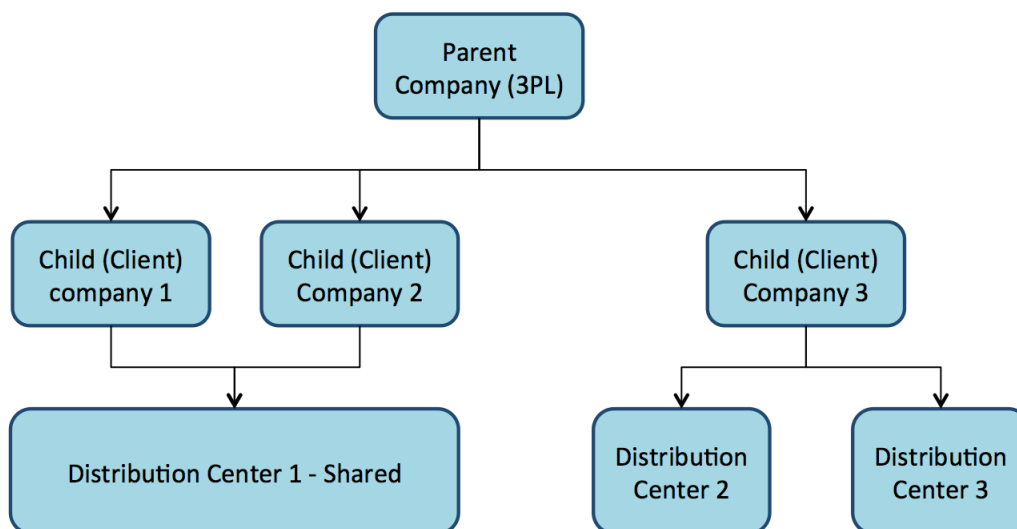 Parent
Company (3PL)
Child (Client)
company 1
Child (Client)
Company 2
Child (Client)
Company 3
Distribution Center 1 - Shared
Distribution
Center 2
Distribution
Center 3